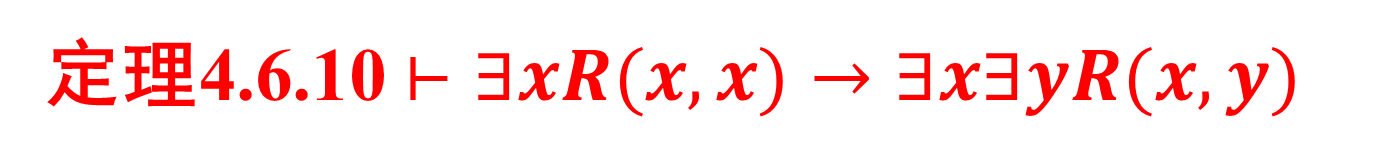 定理4.6.10 ⊢ ∃xR(x, x) → ∃x∃yR(x, y)